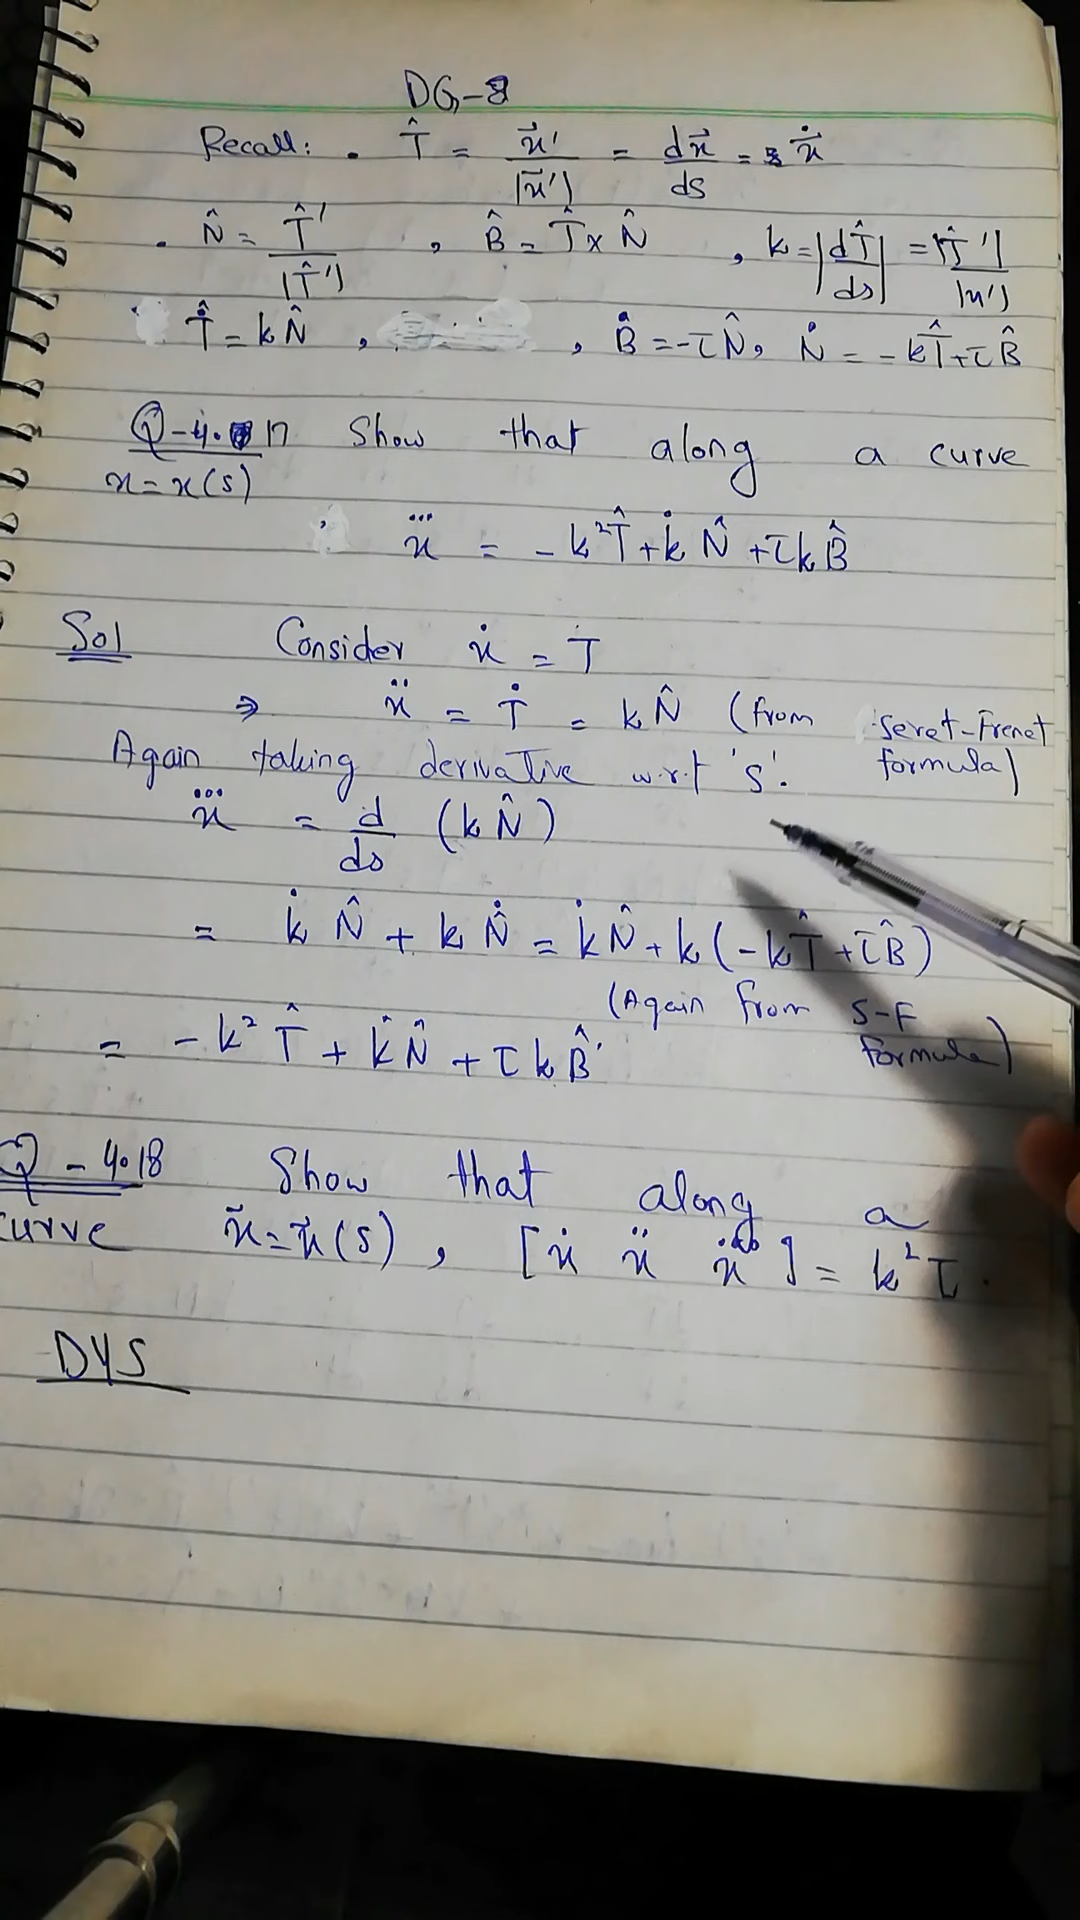 DG-8
Recall: . T̂ = x⃗' / |x⃗'| = dx⃗/ds = ẋ⃗
. N̂ = T̂' / |T̂'| , B̂ = T̂ × N̂ , k = |dT̂/ds| = |T̂'| / |x'|
Ṫ̂ = kN̂ , , Ḃ = -τN̂, Ṅ = -kT̂+τB̂
Q-4.17 Show that along a curve
x = x(s)
x⃛ = -k²T̂ + k̇N̂ + τkB̂
Sol Consider ẋ = T
⇒ ẍ = Ṫ = kN̂ (from Seret-Frenet formula)
Again taking derivative w.r.t 's'.
x⃛ = d/ds (kN̂)
= k̇N̂ + kṄ̂ = k̇N̂ + k(-kT̂ + τB̂)
(Again from S-F formula)
= -k²T̂ + k̇N̂ + τkB̂.
Q-4.18 Show that along a
curve x⃗=x⃗(s), [ẋ ẍ x⃛] = k²τ.
DYS